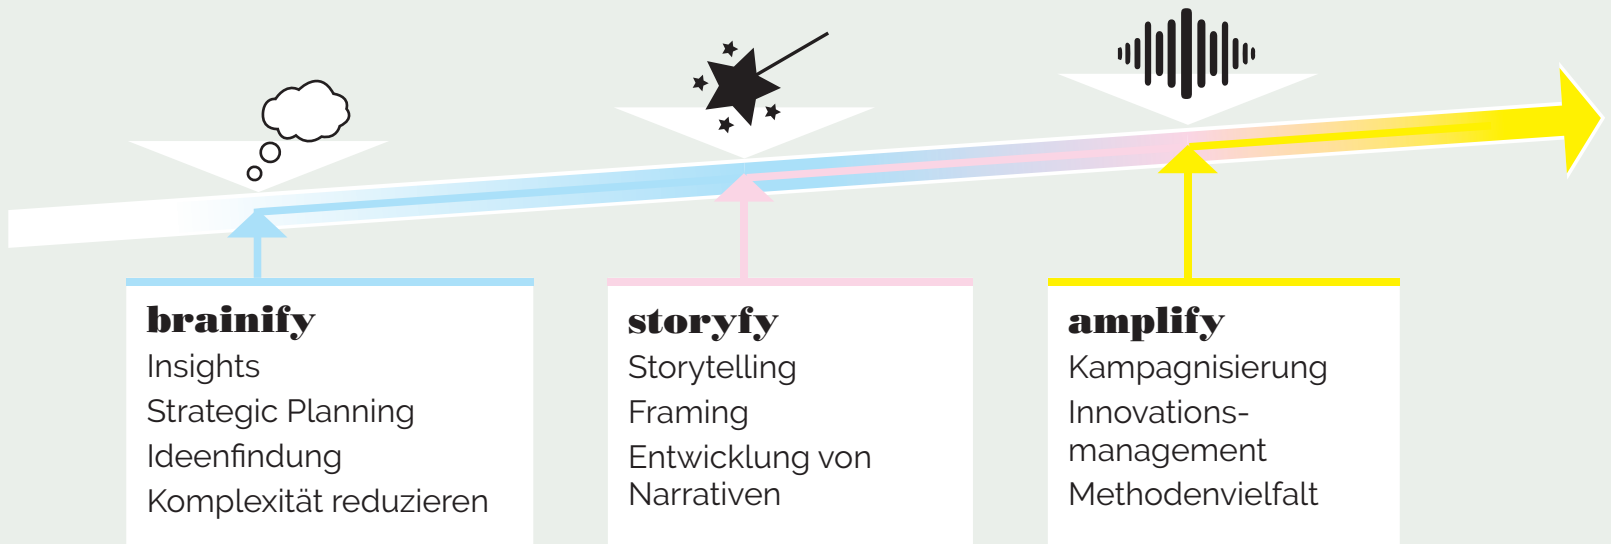 brainify
Insights
Strategic Planning
Ideenfindung
Komplexität reduzieren
storyfy
Storytelling
Framing
Entwicklung von
Narrativen
amplify
Kampagnisierung
Innovations-
management
Methodenvielfalt